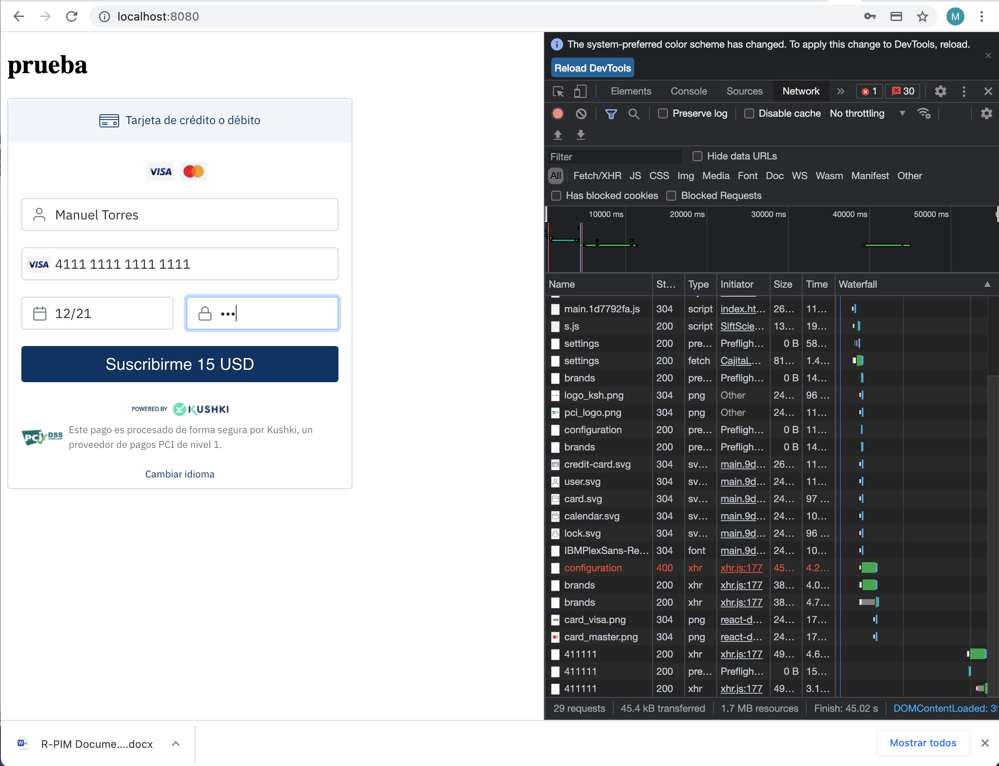 localhost:8080
M
prueba
Tarjeta de crédito o débito
VISA
Manuel Torres
VISA 4111 1111 1111 1111
12/21
•••
Suscribirme 15 USD
POWERED BY KUSHKI
PCi DSS COMPLIANT
Este pago es procesado de forma segura por Kushki, un
proveedor de pagos PCI de nivel 1.
Cambiar idioma
The system-preferred color scheme has changed. To apply this change to DevTools, reload.
Reload DevTools
Elements Console Sources Network 1 30
Preserve log Disable cache No throttling
Filter Hide data URLs
All Fetch/XHR JS CSS Img Media Font Doc WS Wasm Manifest Other
Has blocked cookies Blocked Requests
10000 ms 20000 ms 30000 ms 40000 ms 50000 ms
Name St... Type Initiator Size Time Waterfall
main.1d7792fa.js 304 script index.ht... 26... 11...
s.js 200 script SiftScie... 13... 19...
settings 200 pre... Prefligh... 0 B 58...
settings 200 fetch CajitaL... 81... 1.4...
brands 200 pre... Prefligh... 0 B 14...
logo_ksh.png 304 png Other 24... 96 ...
pci_logo.png 304 png Other 24... 11...
configuration 200 pre... Prefligh... 0 B 11...
brands 200 pre... Prefligh... 0 B 14...
credit-card.svg 304 sv... main.9d... 26... 11...
user.svg 304 sv... main.9d... 24... 11...
card.svg 304 sv... main.9d... 24... 97 ...
calendar.svg 304 sv... main.9d... 24... 10...
lock.svg 304 sv... main.9d... 24... 96 ...
IBMPlexSans-Re... 304 font main.9d... 24... 10...
configuration 400 xhr xhr.js:177 45... 4.2...
brands 200 xhr xhr.js:177 38... 4.0...
brands 200 xhr xhr.js:177 38... 4.7...
card_visa.png 304 png react-d... 24... 17...
card_master.png 304 png react-d... 24... 17...
411111 200 xhr xhr.js:177 49... 4.6...
411111 200 pre... Prefligh... 0 B 15...
411111 200 xhr xhr.js:177 49... 3.1...
29 requests 45.4 kB transferred 1.7 MB resources Finish: 45.02 s DOMContentLoaded:
R-PIM Docume....docx
Mostrar todos